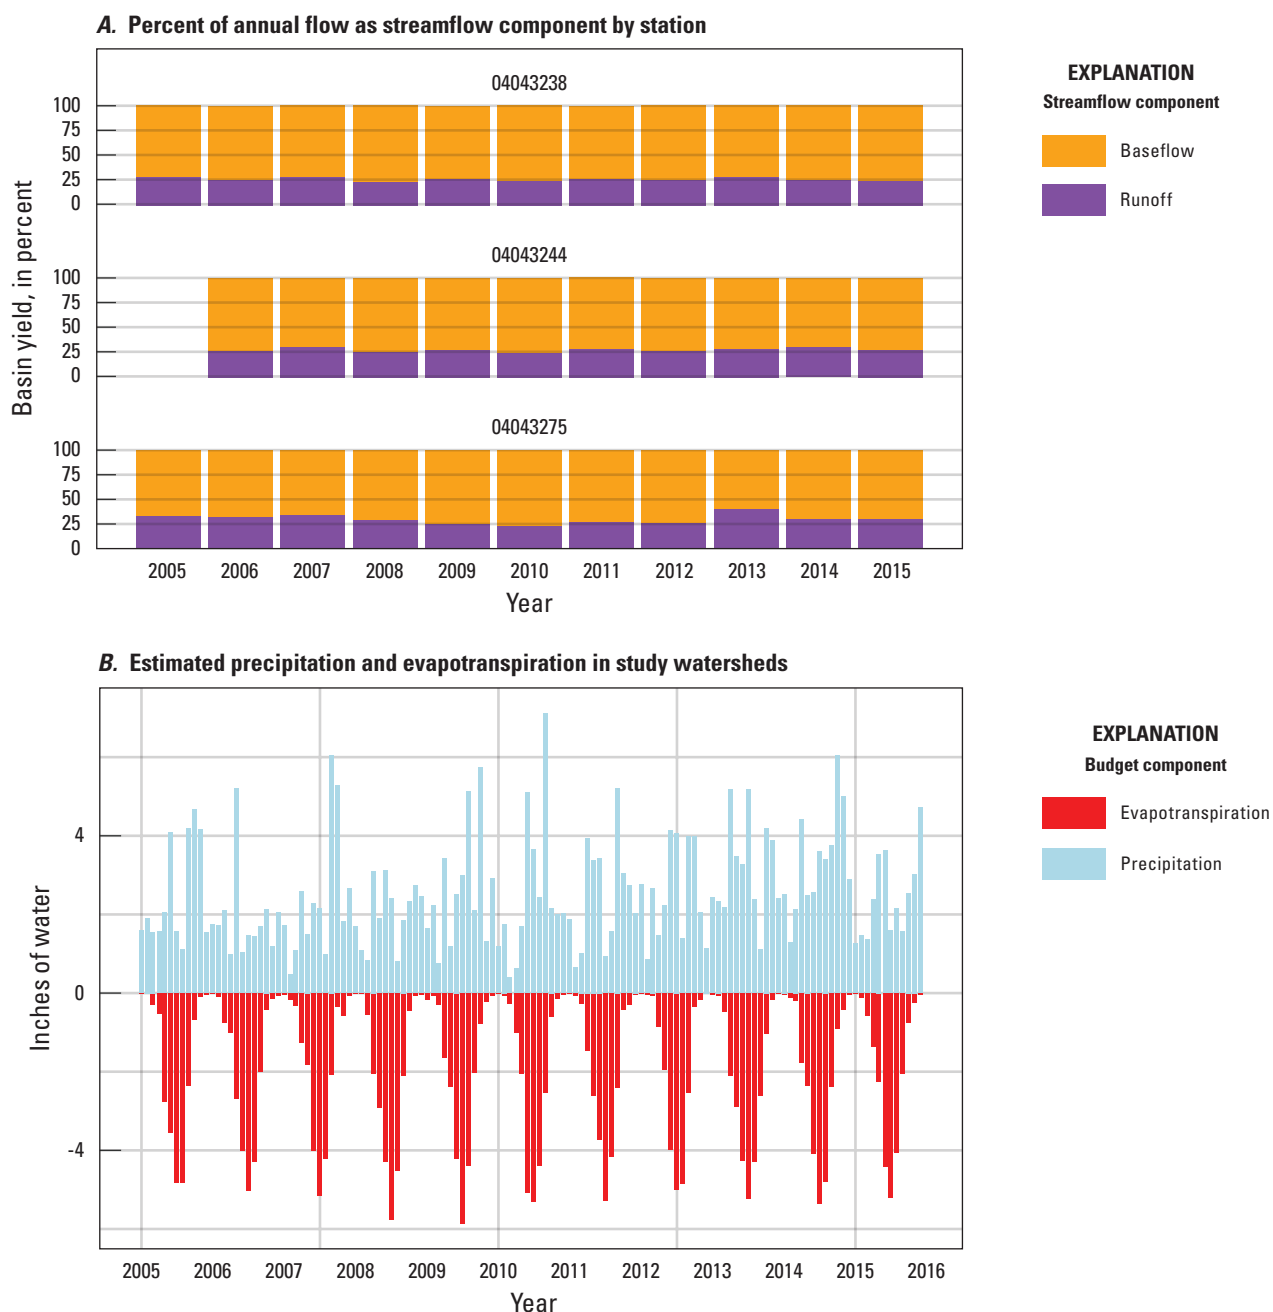 A. Percent of annual flow as streamflow component by station
EXPLANATION
Streamflow component
Baseflow
Runoff
Basin yield, in percent
04043238
100
75
50
25
0
04043244
100
75
50
25
0
04043275
100
75
50
25
0
2005 2006 2007 2008 2009 2010 2011 2012 2013 2014 2015
Year
B. Estimated precipitation and evapotranspiration in study watersheds
EXPLANATION
Budget component
Evapotranspiration
Precipitation
Inches of water
4
0
-4
2005 2006 2007 2008 2009 2010 2011 2012 2013 2014 2015 2016
Year